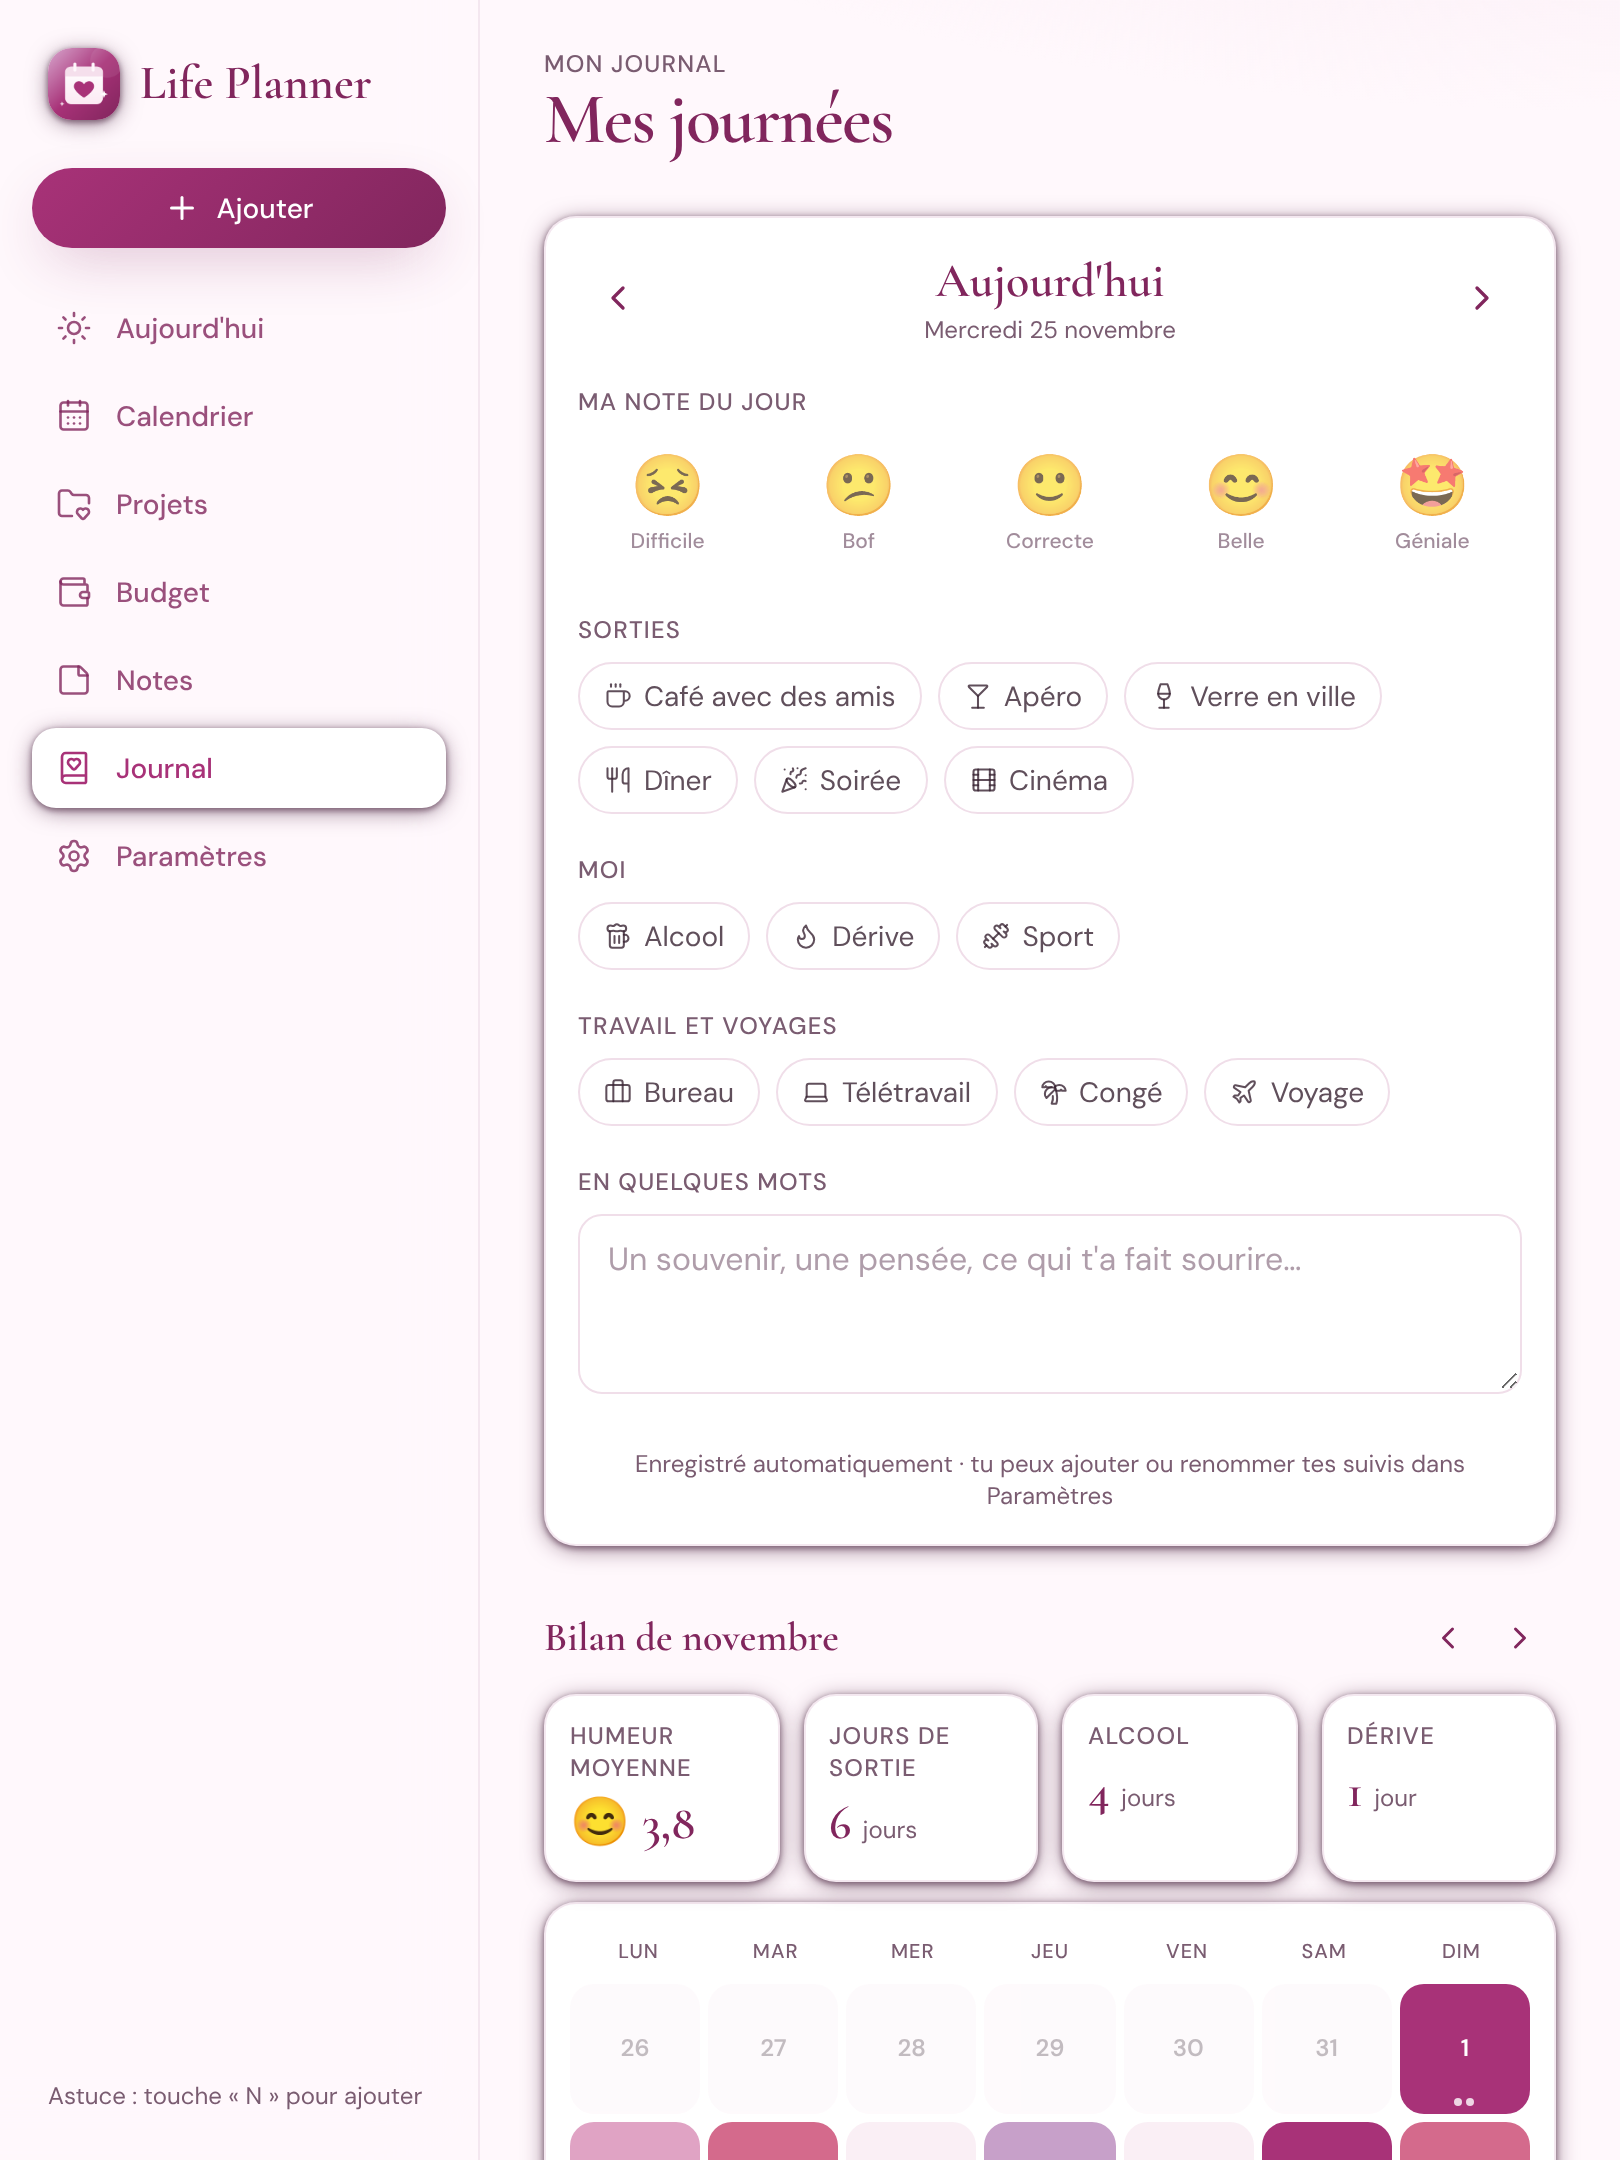 Life Planner
Ajouter
Aujourd'hui
Calendrier
Projets
Budget
Notes
Journal
Paramètres
Astuce : touche « N » pour ajouter
MON JOURNAL
Mes journées
Aujourd'hui
Mercredi 25 novembre
MA NOTE DU JOUR
Difficile Bof Correcte Belle Géniale
SORTIES
Café avec des amis Apéro Verre en ville
Dîner Soirée Cinéma
MOI
Alcool Dérive Sport
TRAVAIL ET VOYAGES
Bureau Télétravail Congé Voyage
EN QUELQUES MOTS
Un souvenir, une pensée, ce qui t'a fait sourire...
Enregistré automatiquement · tu peux ajouter ou renommer tes suivis dans
Paramètres
Bilan de novembre
HUMEUR
MOYENNE
3,8
JOURS DE
SORTIE
6 jours
ALCOOL
4 jours
DÉRIVE
1 jour
LUN MAR MER JEU VEN SAM DIM
26 27 28 29 30 31 1